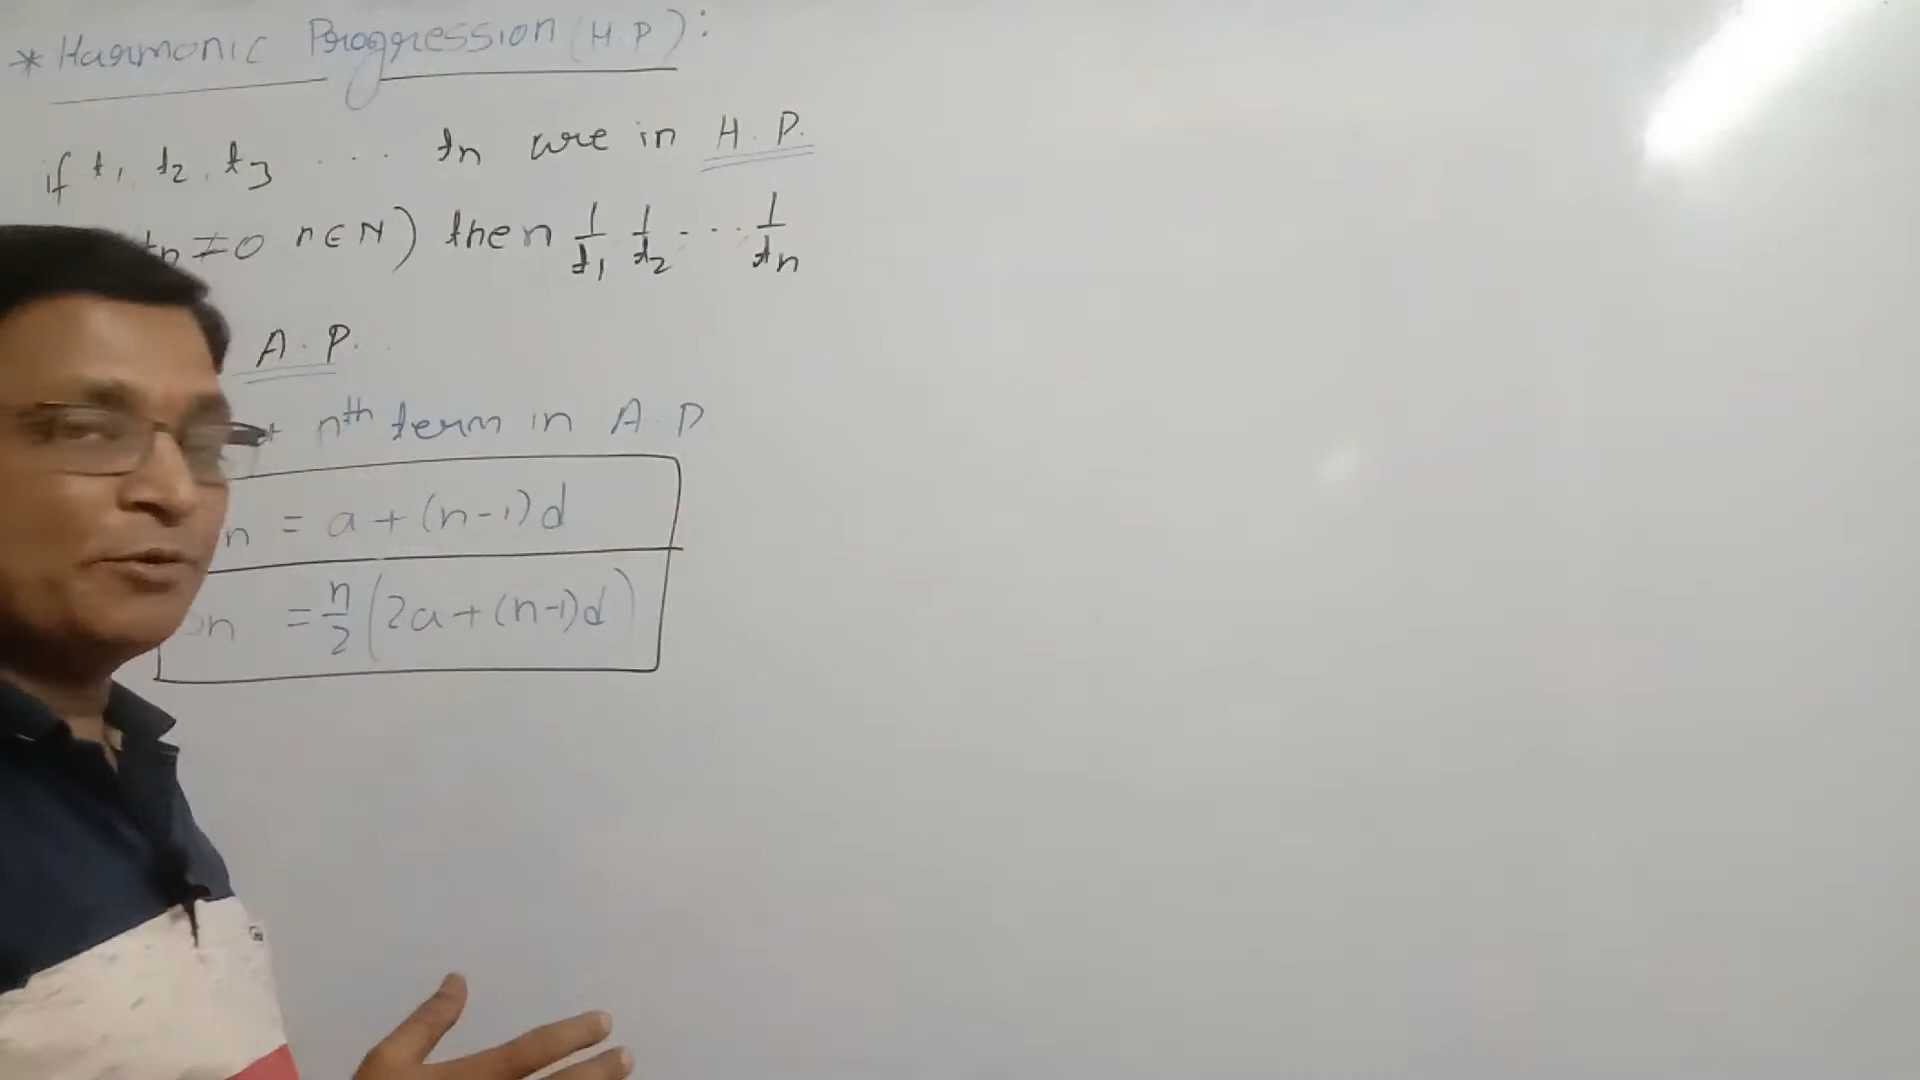 * Harmonic Progression (H.P):
if t₁, t₂, t₃ ... tn are in H.P.
tn ≠ 0 n ∈ N) then 1/t₁ 1/t₂ ... 1/tn
A.P.
* nth term in A.P
n = a + (n-1)d
n = n/2 (2a + (n-1)d)